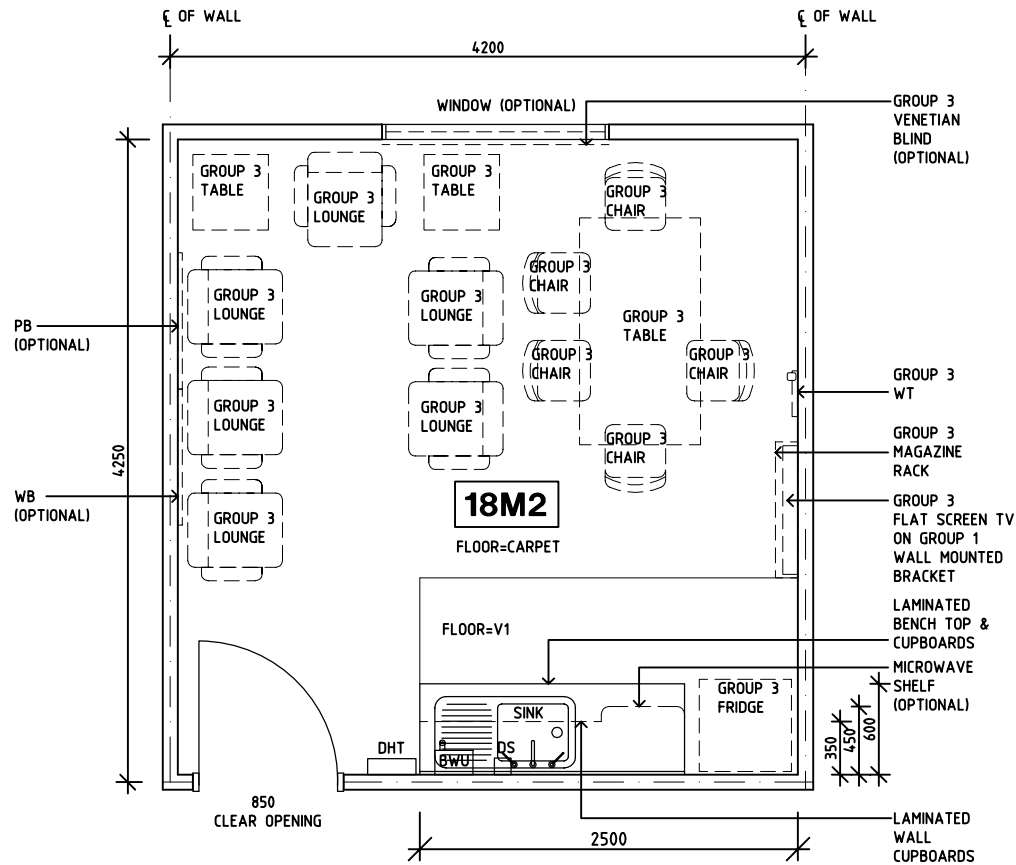 ℄ OF WALL
℄ OF WALL
4200
WINDOW (OPTIONAL)
GROUP 3
VENETIAN
BLIND
(OPTIONAL)
GROUP 3
TABLE
GROUP 3
LOUNGE
GROUP 3
TABLE
GROUP 3
CHAIR
GROUP 3
CHAIR
GROUP 3
LOUNGE
GROUP 3
LOUNGE
GROUP 3
TABLE
PB
(OPTIONAL)
GROUP 3
CHAIR
GROUP 3
CHAIR
GROUP 3
WT
GROUP 3
LOUNGE
GROUP 3
LOUNGE
GROUP 3
CHAIR
GROUP 3
MAGAZINE
RACK
4250
WB
(OPTIONAL)
GROUP 3
LOUNGE
18M2
FLOOR=CARPET
GROUP 3
FLAT SCREEN TV
ON GROUP 1
WALL MOUNTED
BRACKET
FLOOR=V1
LAMINATED
BENCH TOP &
CUPBOARDS
MICROWAVE
SHELF
(OPTIONAL)
GROUP 3
FRIDGE
SINK
DHT
BWU
DS
350
450
600
850
CLEAR OPENING
2500
LAMINATED
WALL
CUPBOARDS